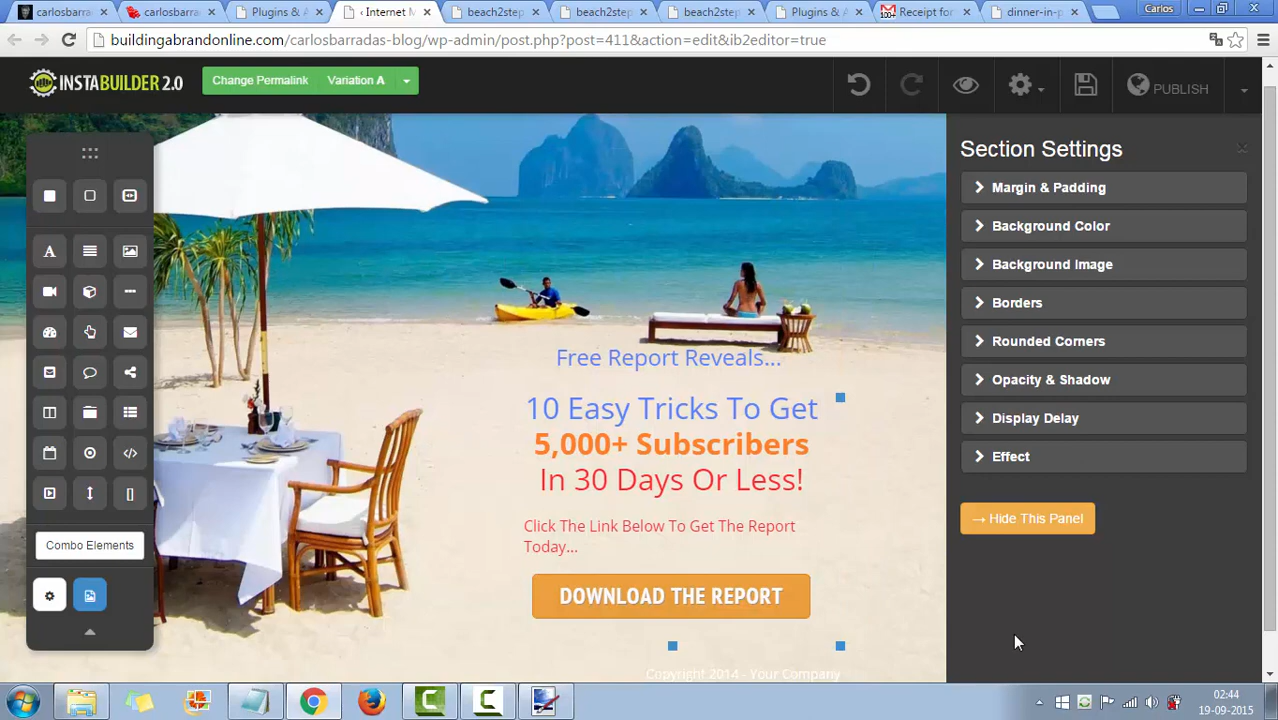 carlosbarra
carlosbarra
Plugins & A
‹ Internet M
beach2step
beach2step
beach2step
Plugins & A
Receipt for
dinner-in-p
Carlos
buildingabrandonline.com/carlosbarradas-blog/wp-admin/post.php?post=411&action=edit&ib2editor=true
INSTABUILDER 2.0
Change Permalink
Variation A
PUBLISH
Section Settings
Margin & Padding
Background Color
Background Image
Borders
Rounded Corners
Opacity & Shadow
Display Delay
Effect
→ Hide This Panel
Combo Elements
Free Report Reveals...
10 Easy Tricks To Get
5,000+ Subscribers
In 30 Days Or Less!
Click The Link Below To Get The Report
Today...
DOWNLOAD THE REPORT
Copyright 2014 - Your Company
02:44
19-09-2015